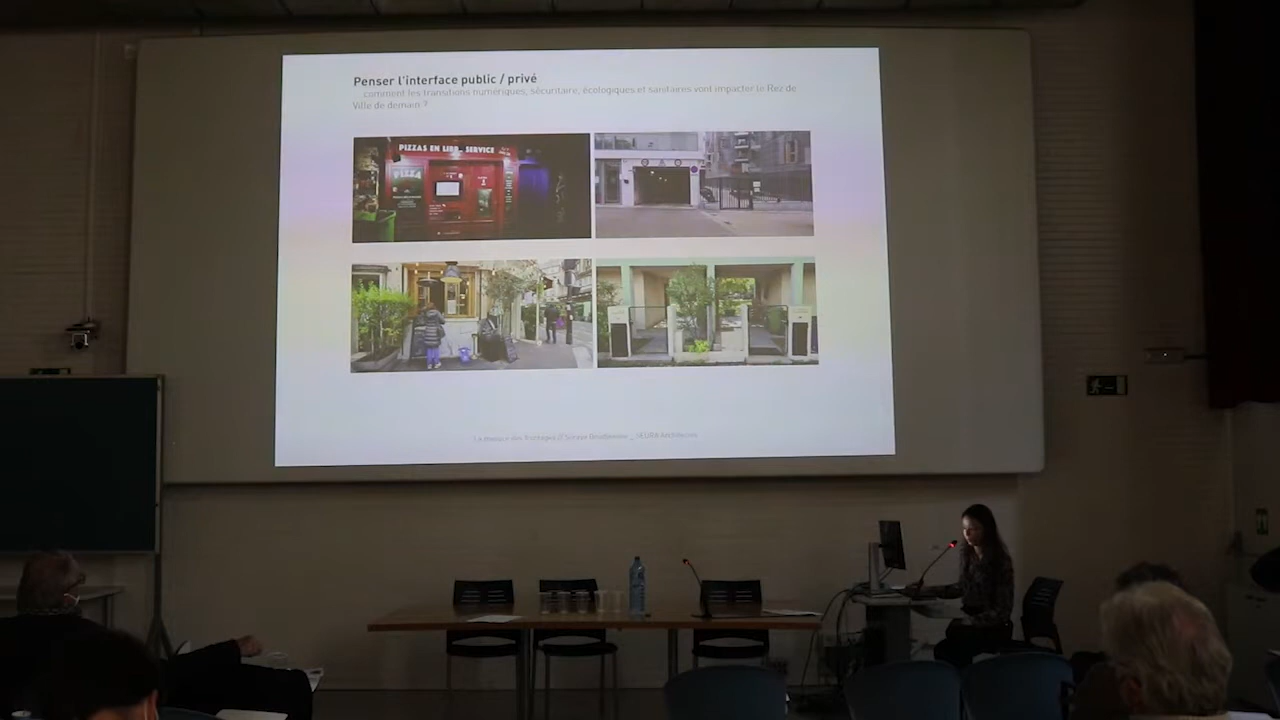 Penser l'interface public / privé
comment les transitions numériques, sécuritaire, écologiques et sanitaires vont impacter le Rez de
Ville de demain ?
PIZZAS EN LIBR_ SERVICE
PIZZA